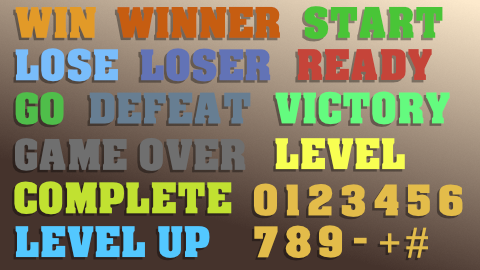 WIN WINNER START
LOSE LOSER READY
GO DEFEAT VICTORY
GAME OVER LEVEL
COMPLETE 0123456
LEVEL UP 789-+#